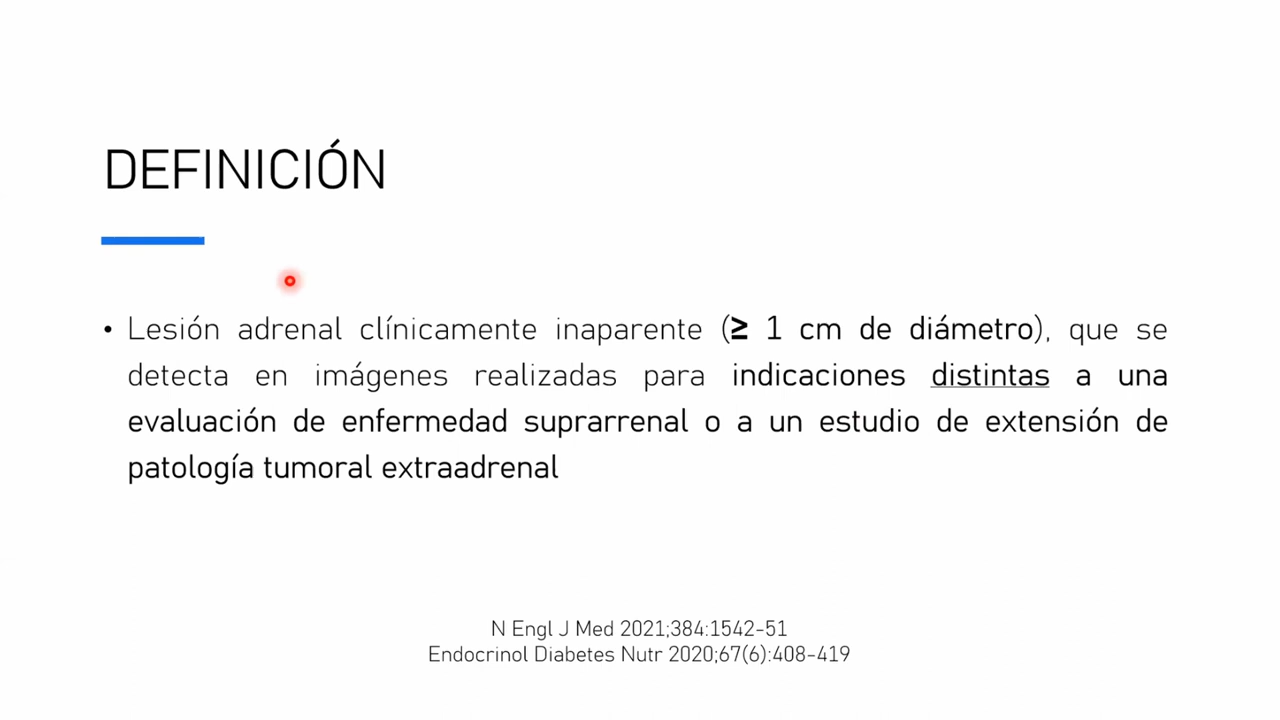 DEFINICIÓN
• Lesión adrenal clínicamente inaparente (≥ 1 cm de diámetro), que se
detecta en imágenes realizadas para indicaciones distintas a una
evaluación de enfermedad suprarrenal o a un estudio de extensión de
patología tumoral extraadrenal
N Engl J Med 2021;384:1542-51
Endocrinol Diabetes Nutr 2020;67(6):408-419